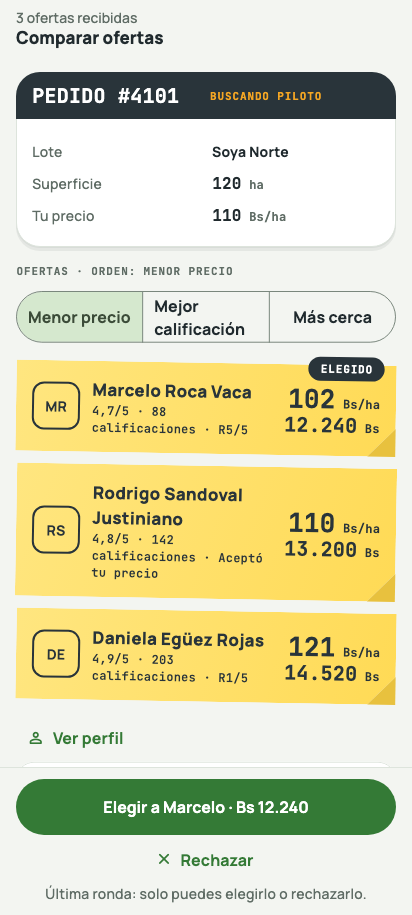 3 ofertas recibidas
Comparar ofertas
PEDIDO #4101 BUSCANDO PILOTO
Lote Soya Norte
Superficie 120 ha
Tu precio 110 Bs/ha
OFERTAS · ORDEN: MENOR PRECIO
Menor precio
Mejor
calificación
Más cerca
ELEGIDO
MR
Marcelo Roca Vaca
4,7/5 · 88
calificaciones · R5/5
102 Bs/ha
12.240 Bs
RS
Rodrigo Sandoval
Justiniano
4,8/5 · 142
calificaciones · Aceptó
tu precio
110 Bs/ha
13.200 Bs
DE
Daniela Egüez Rojas
4,9/5 · 203
calificaciones · R1/5
121 Bs/ha
14.520 Bs
Ver perfil
Elegir a Marcelo · Bs 12.240
Rechazar
Última ronda: solo puedes elegirlo o rechazarlo.